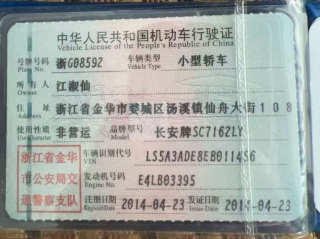 中华人民共和国机动车行驶证
Vehicle License of the People's Republic of China
号牌号码 浙G08592 车辆类型 小型轿车
Plate No. Vehicle Type
所有人 江淑仙
Owner
住址 浙江省金华市婺城区汤溪镇仙舟大街108
Address
使用性质 非营运 品牌型号 长安牌SC7162LY
Use Character Model
浙江省金华市公安局交通警察支队
车辆识别代号 LS5A3ADE8EB011456
VIN
发动机号码 E4LB03395
Engine No.
注册日期 2014-04-23 发证日期 2014-04-23
Register Date Issue Date